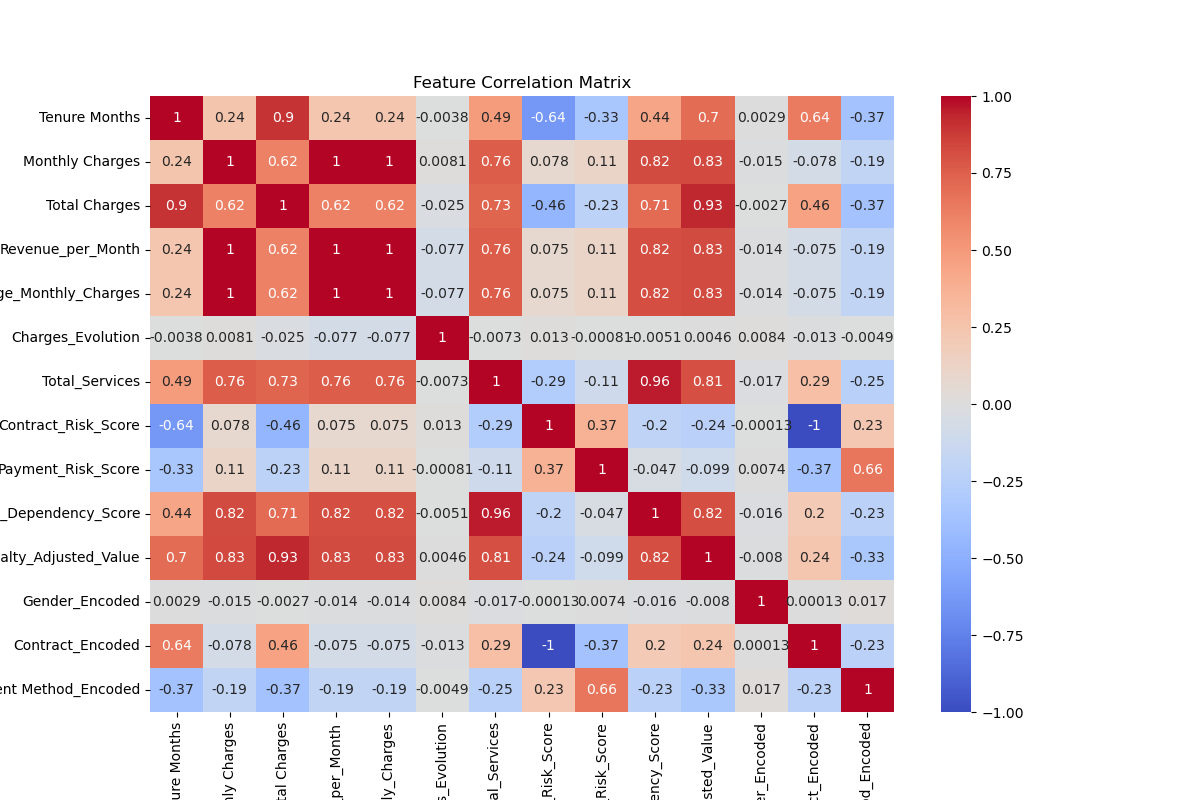 Feature Correlation Matrix
Tenure Months 1 0.24 0.9 0.24 0.24 -0.0038 0.49 -0.64 -0.33 0.44 0.7 0.0029 0.64 -0.37
Monthly Charges 0.24 1 0.62 1 1 0.0081 0.76 0.078 0.11 0.82 0.83 -0.015 -0.078 -0.19
Total Charges 0.9 0.62 1 0.62 0.62 -0.025 0.73 -0.46 -0.23 0.71 0.93 -0.0027 0.46 -0.37
Revenue_per_Month 0.24 1 0.62 1 1 -0.077 0.76 0.075 0.11 0.82 0.83 -0.014 -0.075 -0.19
ge_Monthly_Charges 0.24 1 0.62 1 1 -0.077 0.76 0.075 0.11 0.82 0.83 -0.014 -0.075 -0.19
Charges_Evolution -0.0038 0.0081 -0.025 -0.077 -0.077 1 -0.0073 0.013 -0.00081 -0.0051 0.0046 0.0084 -0.013 -0.0049
Total_Services 0.49 0.76 0.73 0.76 0.76 -0.0073 1 -0.29 -0.11 0.96 0.81 -0.017 0.29 -0.25
Contract_Risk_Score -0.64 0.078 -0.46 0.075 0.075 0.013 -0.29 1 0.37 -0.2 -0.24 -0.00013 -1 0.23
Payment_Risk_Score -0.33 0.11 -0.23 0.11 0.11 -0.00081 -0.11 0.37 1 -0.047 -0.099 0.0074 -0.37 0.66
_Dependency_Score 0.44 0.82 0.71 0.82 0.82 -0.0051 0.96 -0.2 -0.047 1 0.82 -0.016 0.2 -0.23
alty_Adjusted_Value 0.7 0.83 0.93 0.83 0.83 0.0046 0.81 -0.24 -0.099 0.82 1 -0.008 0.24 -0.33
Gender_Encoded 0.0029 -0.015 -0.0027 -0.014 -0.014 0.0084 -0.017 -0.00013 0.0074 -0.016 -0.008 1 0.00013 0.017
Contract_Encoded 0.64 -0.078 0.46 -0.075 -0.075 -0.013 0.29 -1 -0.37 0.2 0.24 0.00013 1 -0.23
ent Method_Encoded -0.37 -0.19 -0.37 -0.19 -0.19 -0.0049 -0.25 0.23 0.66 -0.23 -0.33 0.017 -0.23 1
ure Months
hly Charges
tal Charges
per_Month
ly_Charges
s_Evolution
al_Services
_Risk_Score
_Risk_Score
ency_Score
sted_Value
er_Encoded
ct_Encoded
od_Encoded
1.00
0.75
0.50
0.25
0.00
−0.25
−0.50
−0.75
−1.00